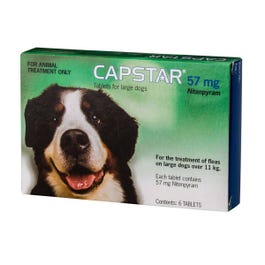 FOR ANIMAL
TREATMENT ONLY
CAPSTAR® 57 mg
Tablets for large dogs Nitenpyram
For the treatment of fleas
on large dogs over 11 kg.
Each tablet contains
57 mg Nitenpyram
Contents: 6 TABLETS